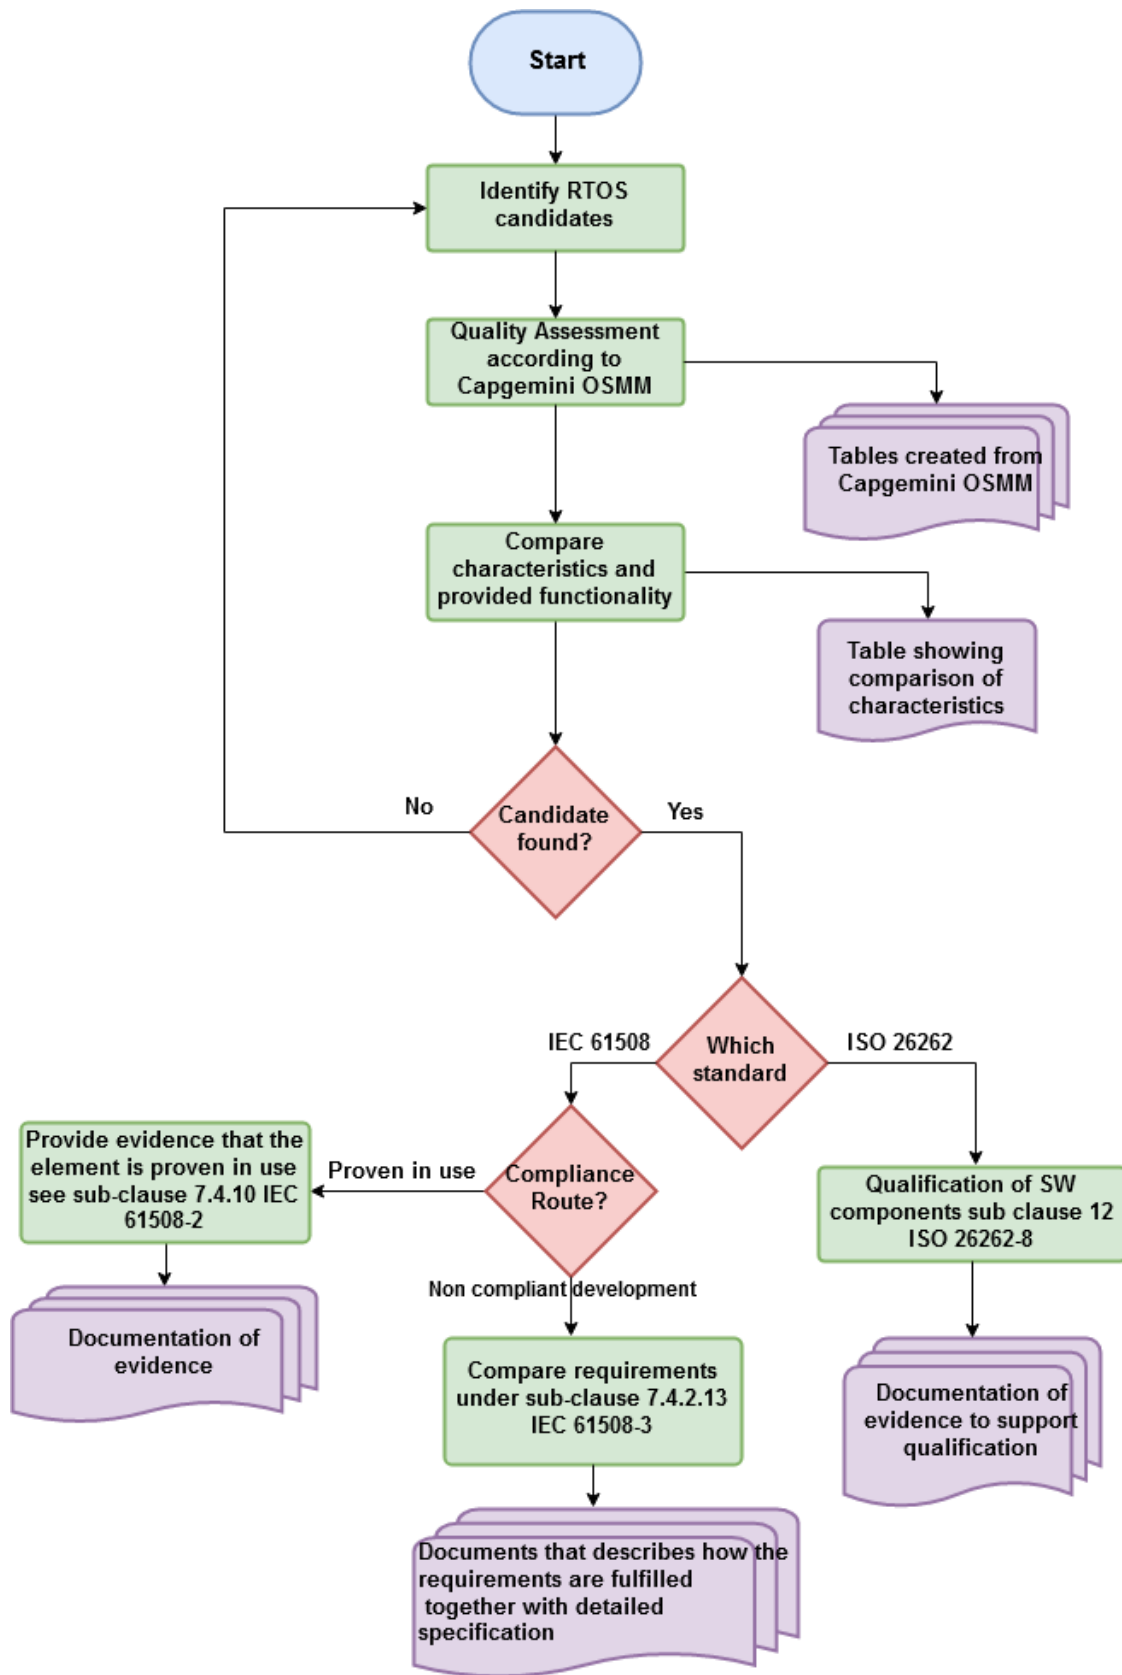 Start
Identify RTOS
candidates
Quality Assessment
according to
Capgemini OSMM
Tables created from
Capgemini OSMM
Compare
characteristics and
provided functionality
Table showing
comparison of
characteristics
No
Candidate
found?
Yes
IEC 61508
Which
standard
ISO 26262
Provide evidence that the
element is proven in use
see sub-clause 7.4.10 IEC
61508-2
Proven in use
Compliance
Route?
Qualification of SW
components sub clause 12
ISO 26262-8
Non compliant development
Documentation of
evidence
Compare requirements
under sub-clause 7.4.2.13
IEC 61508-3
Documentation of
evidence to support
qualification
Documents that describes how the
requirements are fulfilled
together with detailed
specification